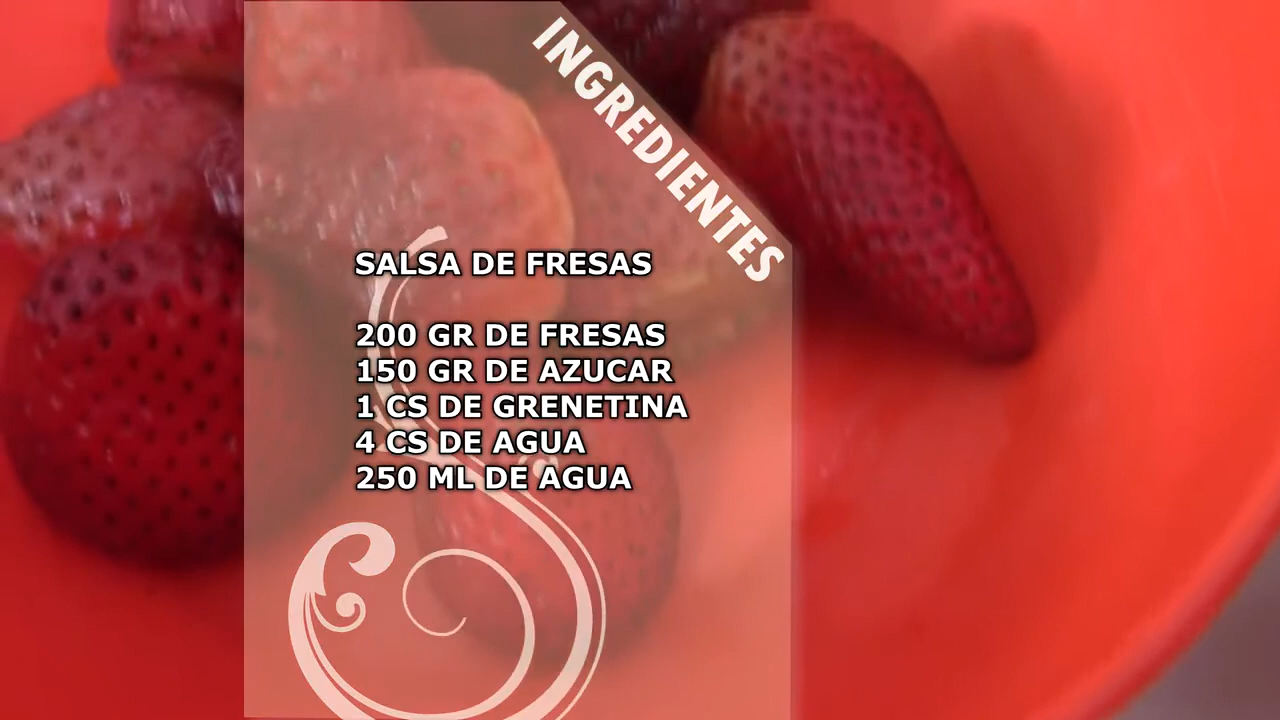 INGREDIENTES
SALSA DE FRESAS
200 GR DE FRESAS
150 GR DE AZUCAR
1 CS DE GRENETINA
4 CS DE AGUA
250 ML DE AGUA